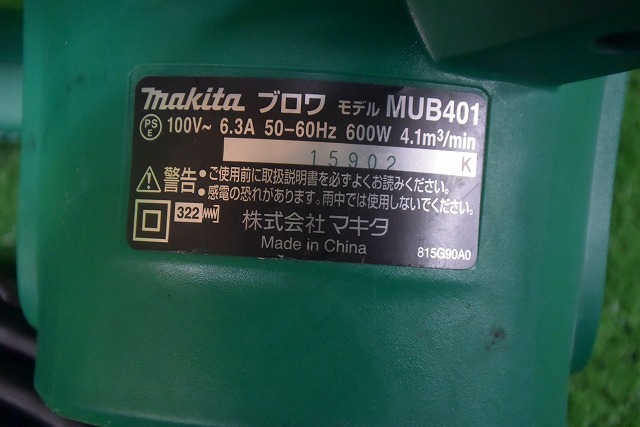 makita ブロワ モデル MUB401
PS E 100V~ 6.3A 50-60Hz 600W 4.1m³/min
15902 K
警告 ●ご使用前に取扱説明書を必ずよくお読みください。
●感電の恐れがあります。雨中では使用しないでください。
322 株式会社 マキタ
Made in China 815G90A0